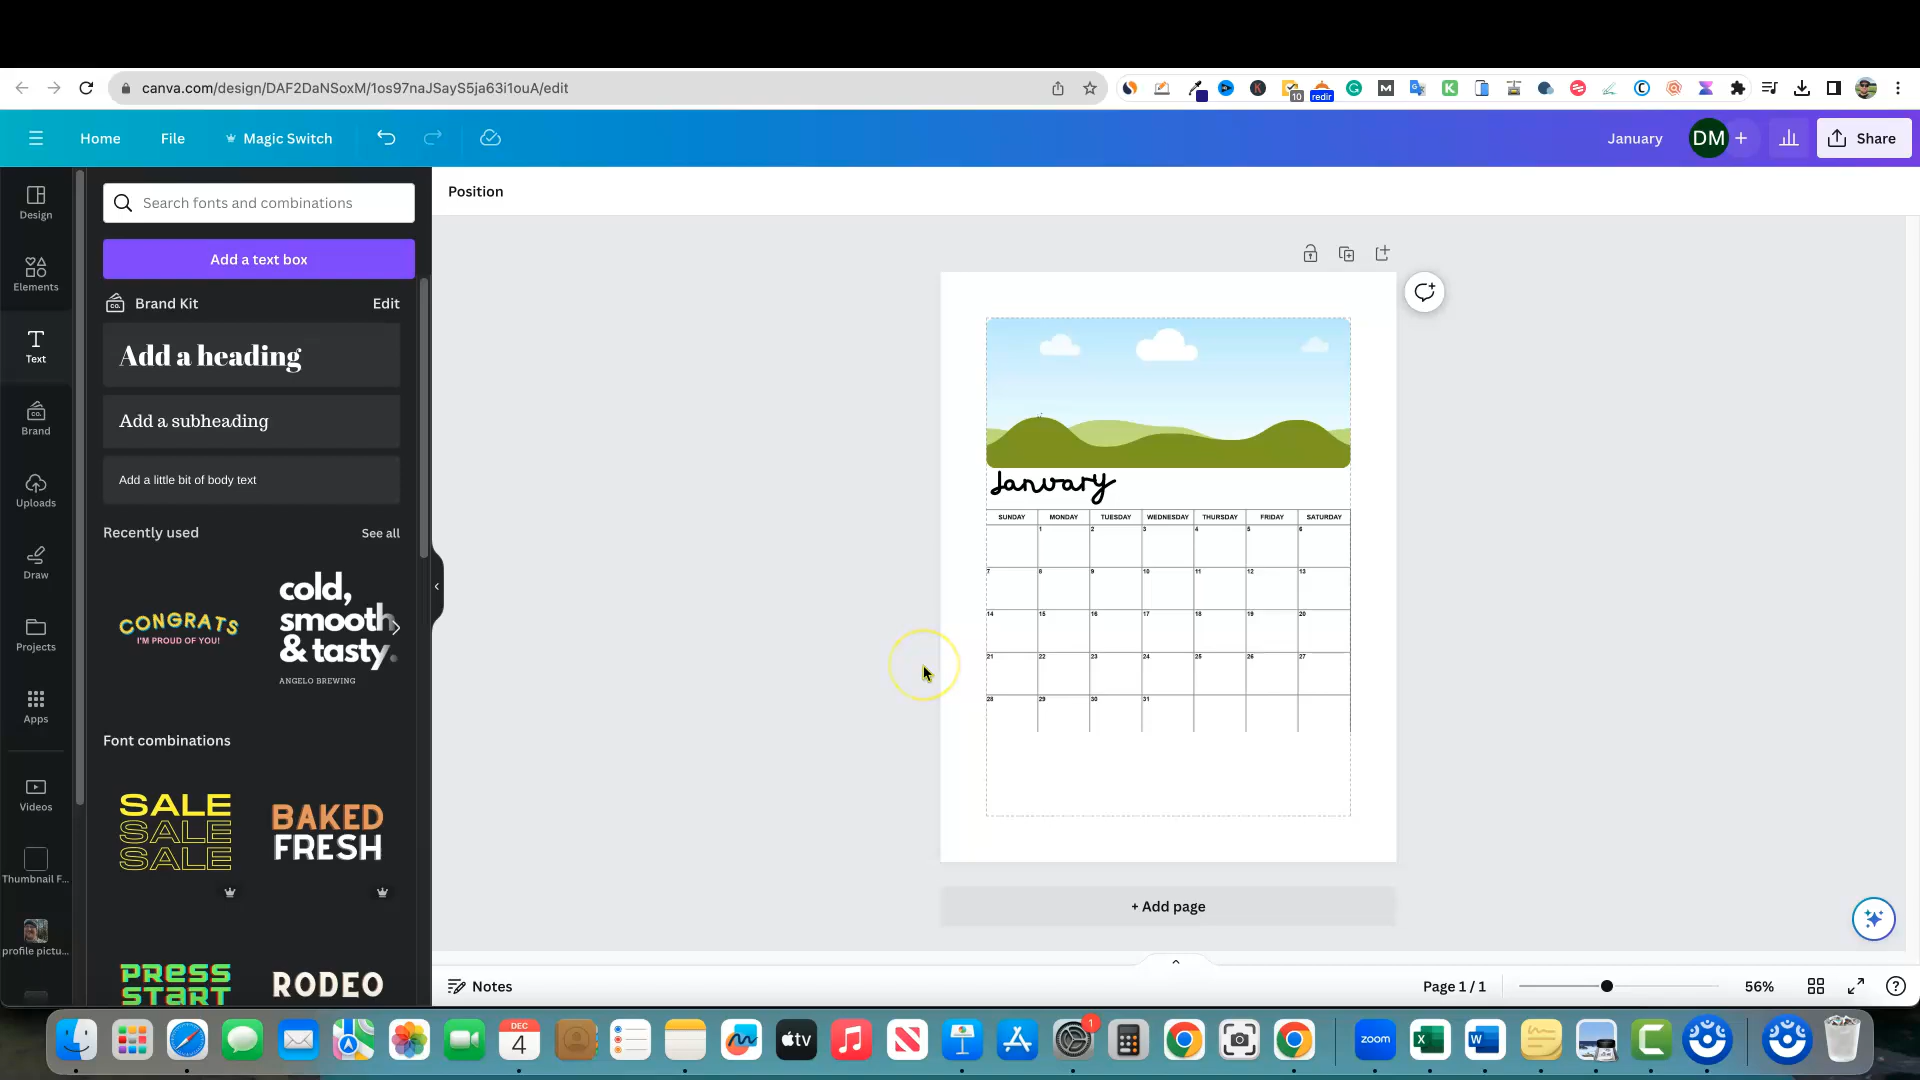 canva.com/design/DAF2DaNSoxM/1os97naJSayS5ja63i1ouA/edit
10
redir
Home
File
Magic Switch
January
DM
+
Share
Design
Elements
Text
Brand
Uploads
Draw
Projects
Apps
Videos
Thumbnail F...
profile pictu...
Search fonts and combinations
Add a text box
Brand Kit
Edit
Add a heading
Add a subheading
Add a little bit of body text
Recently used
See all
CONGRATS
I'M PROUD OF YOU!
cold,
smooth
& tasty.
ANGELO BREWING
Font combinations
SALE
SALE
SALE
BAKED
FRESH
PRESS
START
RODEO
Position
January
SUNDAY MONDAY TUESDAY WEDNESDAY THURSDAY FRIDAY SATURDAY
1 2 3 4 5 6
7 8 9 10 11 12 13
14 15 16 17 18 19 20
21 22 23 24 25 26 27
28 29 30 31
+ Add page
Notes
Page 1 / 1
56%
DEC
4
tv
1
zoom
X
W